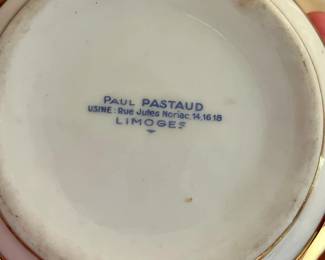 PAUL PASTAUD
USINE: Rue Jules Noriac. 14.16.18
LIMOGES